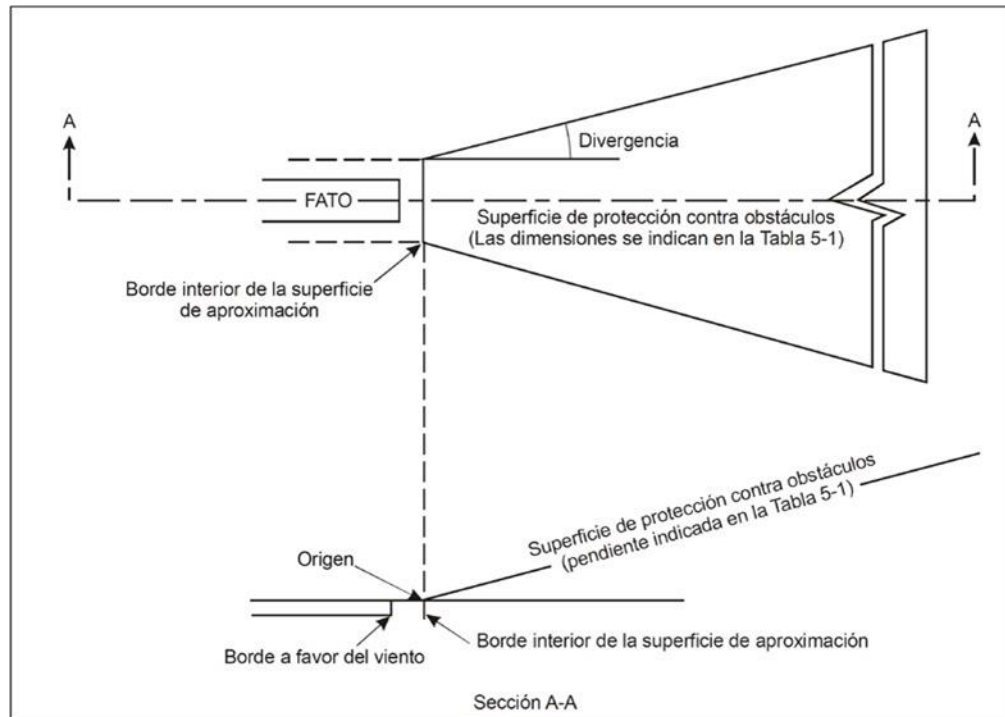 A
A
Divergencia
FATO
Superficie de protección contra obstáculos
(Las dimensiones se indican en la Tabla 5-1)
Borde interior de la superficie
de aproximación
Superficie de protección contra obstáculos
(pendiente indicada en la Tabla 5-1)
Origen
Borde interior de la superficie de aproximación
Borde a favor del viento
Sección A-A